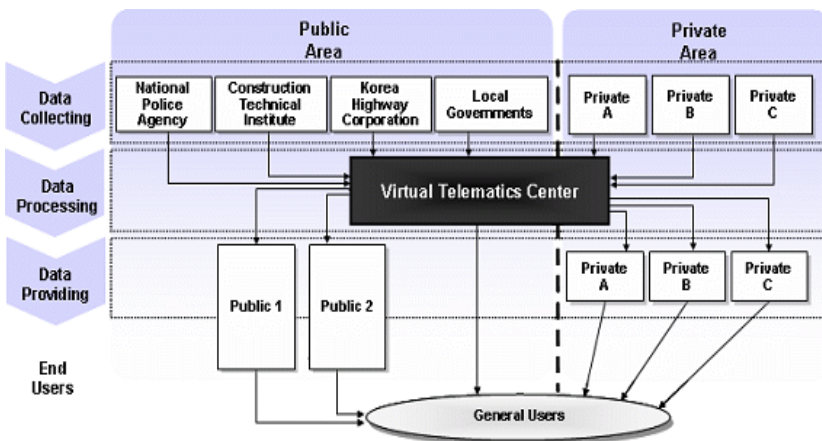 Public
Area
Private
Area
Data
Collecting
National
Police
Agency
Construction
Technical
Institute
Korea
Highway
Corporation
Local
Governments
Private
A
Private
B
Private
C
Data
Processing
Virtual Telematics Center
Data
Providing
Public 1
Public 2
Private
A
Private
B
Private
C
End
Users
General Users